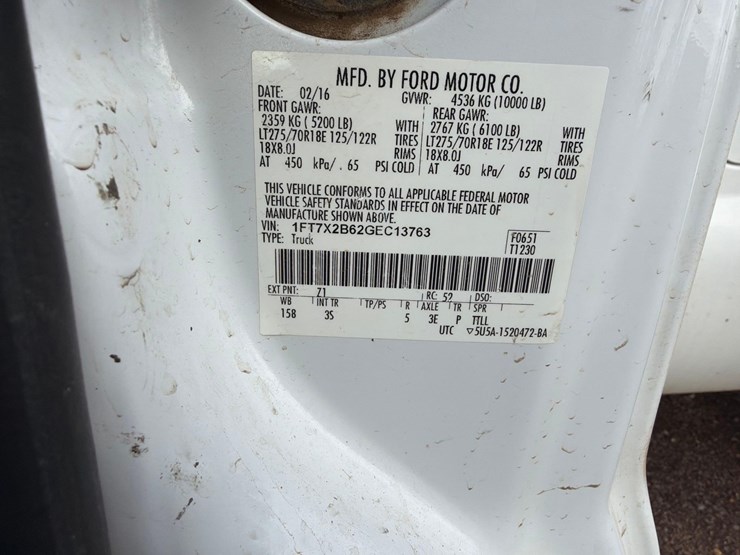 MFD. BY FORD MOTOR CO.
DATE: 02/16 GVWR: 4536 KG (10000 LB)
FRONT GAWR: REAR GAWR:
2359 KG ( 5200 LB) WITH 2767 KG ( 6100 LB) WITH
LT275/70R18E 125/122R TIRES LT275/70R18E 125/122R TIRES
18X8.0J RIMS 18X8.0J RIMS
AT 450 kPa/ . 65 PSI COLD AT 450 kPa/ 65 PSI COLD
THIS VEHICLE CONFORMS TO ALL APPLICABLE FEDERAL MOTOR
VEHICLE SAFETY STANDARDS IN EFFECT ON THE DATE OF
MANUFACTURE SHOWN ABOVE.
VIN: 1FT7X2B62GEC13763 F0651
TYPE: Truck T1230
EXT PNT: Z1 RC: 52 DSO:
WB INT TR TP/PS R AXLE TR SPR
158 3S 5 3E P TTLL
UTC ▽5U5A-1520472-BA